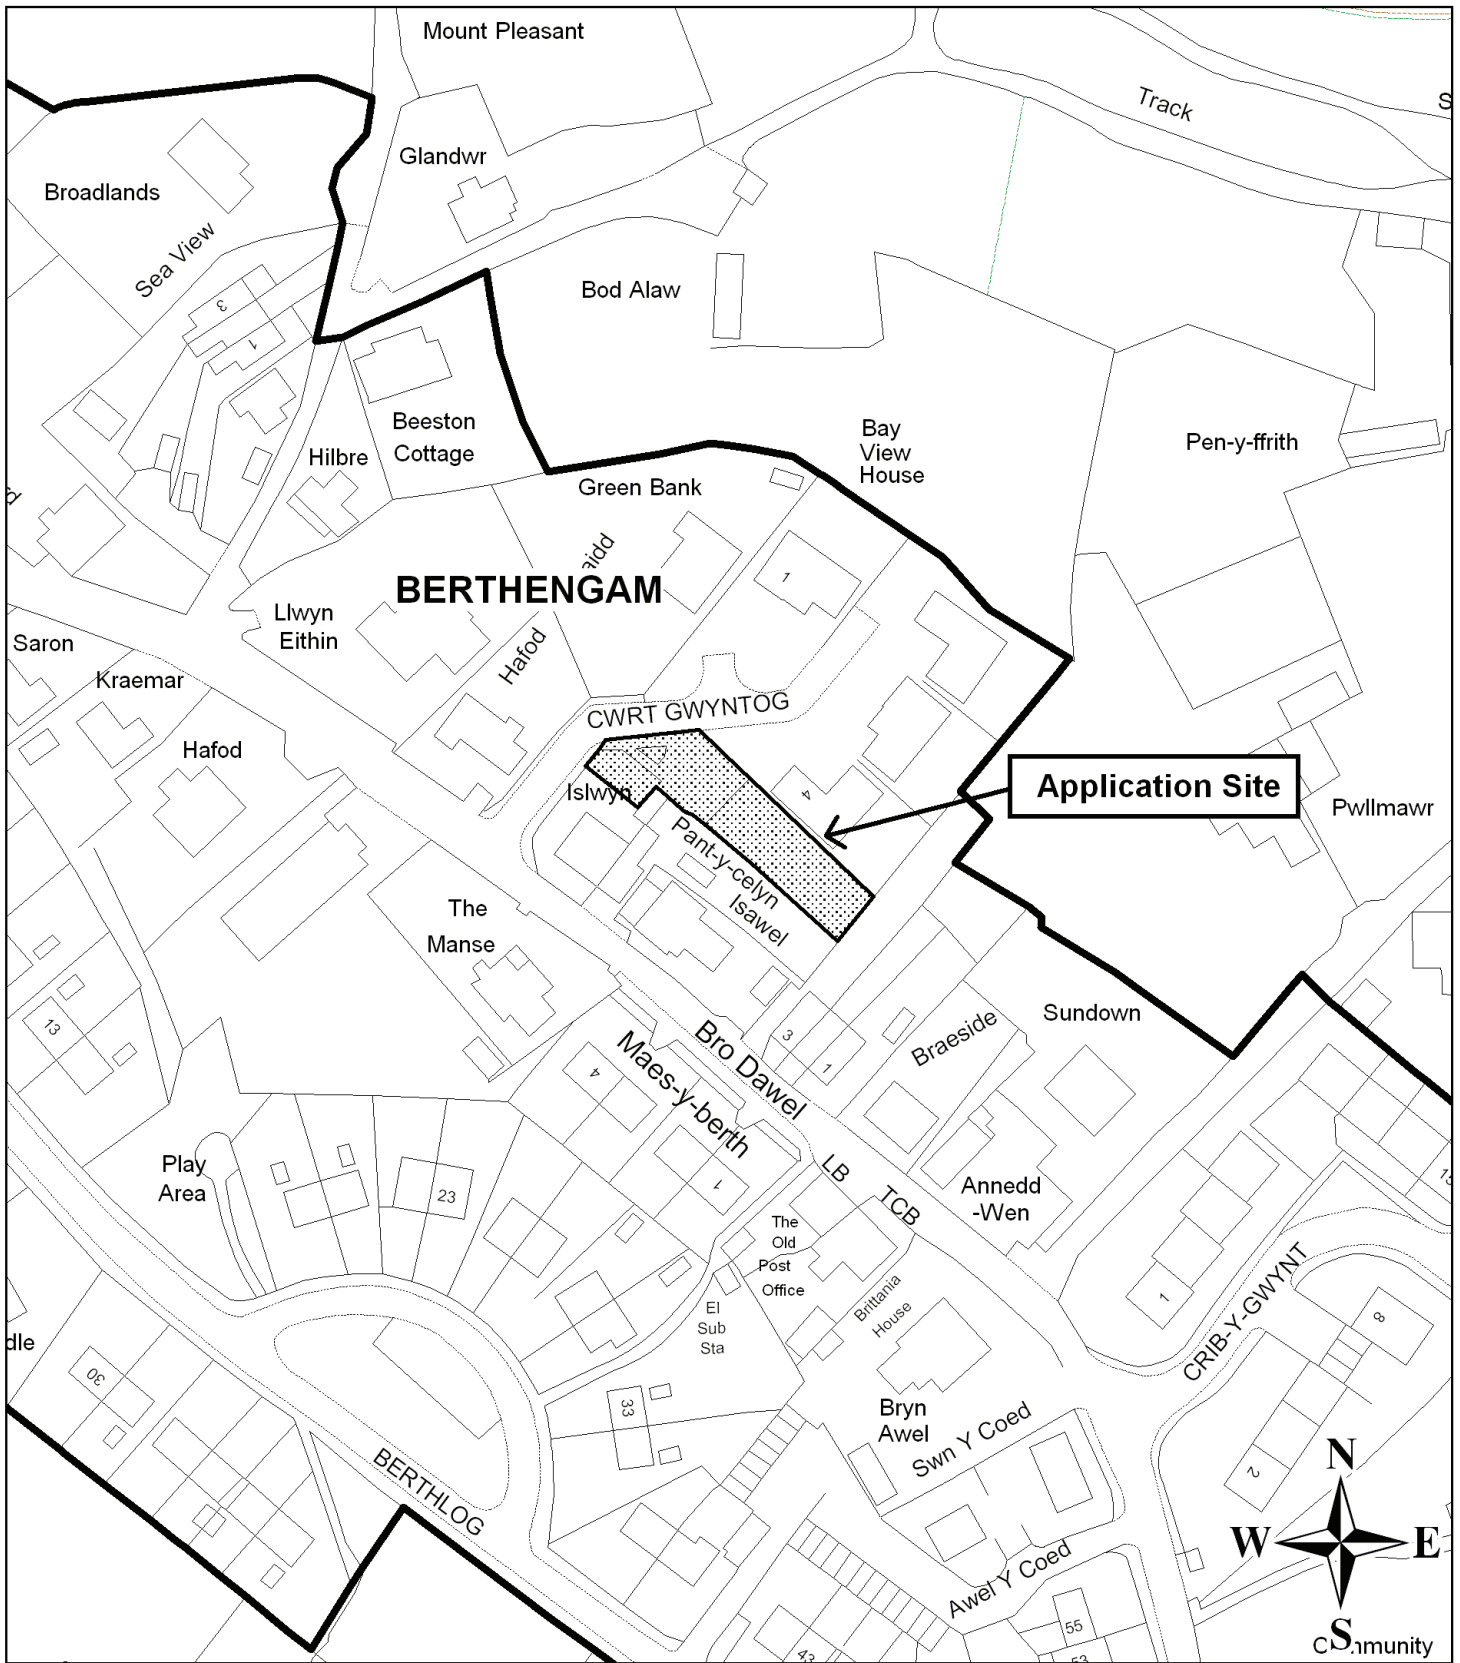 Mount Pleasant
Track
S
Glandwr
Broadlands
Sea View
Bod Alaw
3
1
Beeston
Cottage
Hilbre
Bay
View
House
Pen-y-ffrith
Green Bank
aidd
1
BERTHENGAM
Llwyn
Eithin
Hafod
Saron
Kraemar
CWRT GWYNTOG
Hafod
Islwyn
4
Application Site
Pwllmawr
Pant-y-celyn
Isawel
The
Manse
13
Bro Dawel
3
1
Braeside
Sundown
Maes-y-berth
4
1
Play
Area
23
LB
TCB
Annedd
-Wen
The
Old
Post
Office
Brittania
House
El
Sub
Sta
1
CRIB-Y-GWYNT
8
dle
30
33
Bryn
Awel
Swn Y Coed
2
BERTHLOG
Awel Y Coed
55
53
43
N
W
E
S